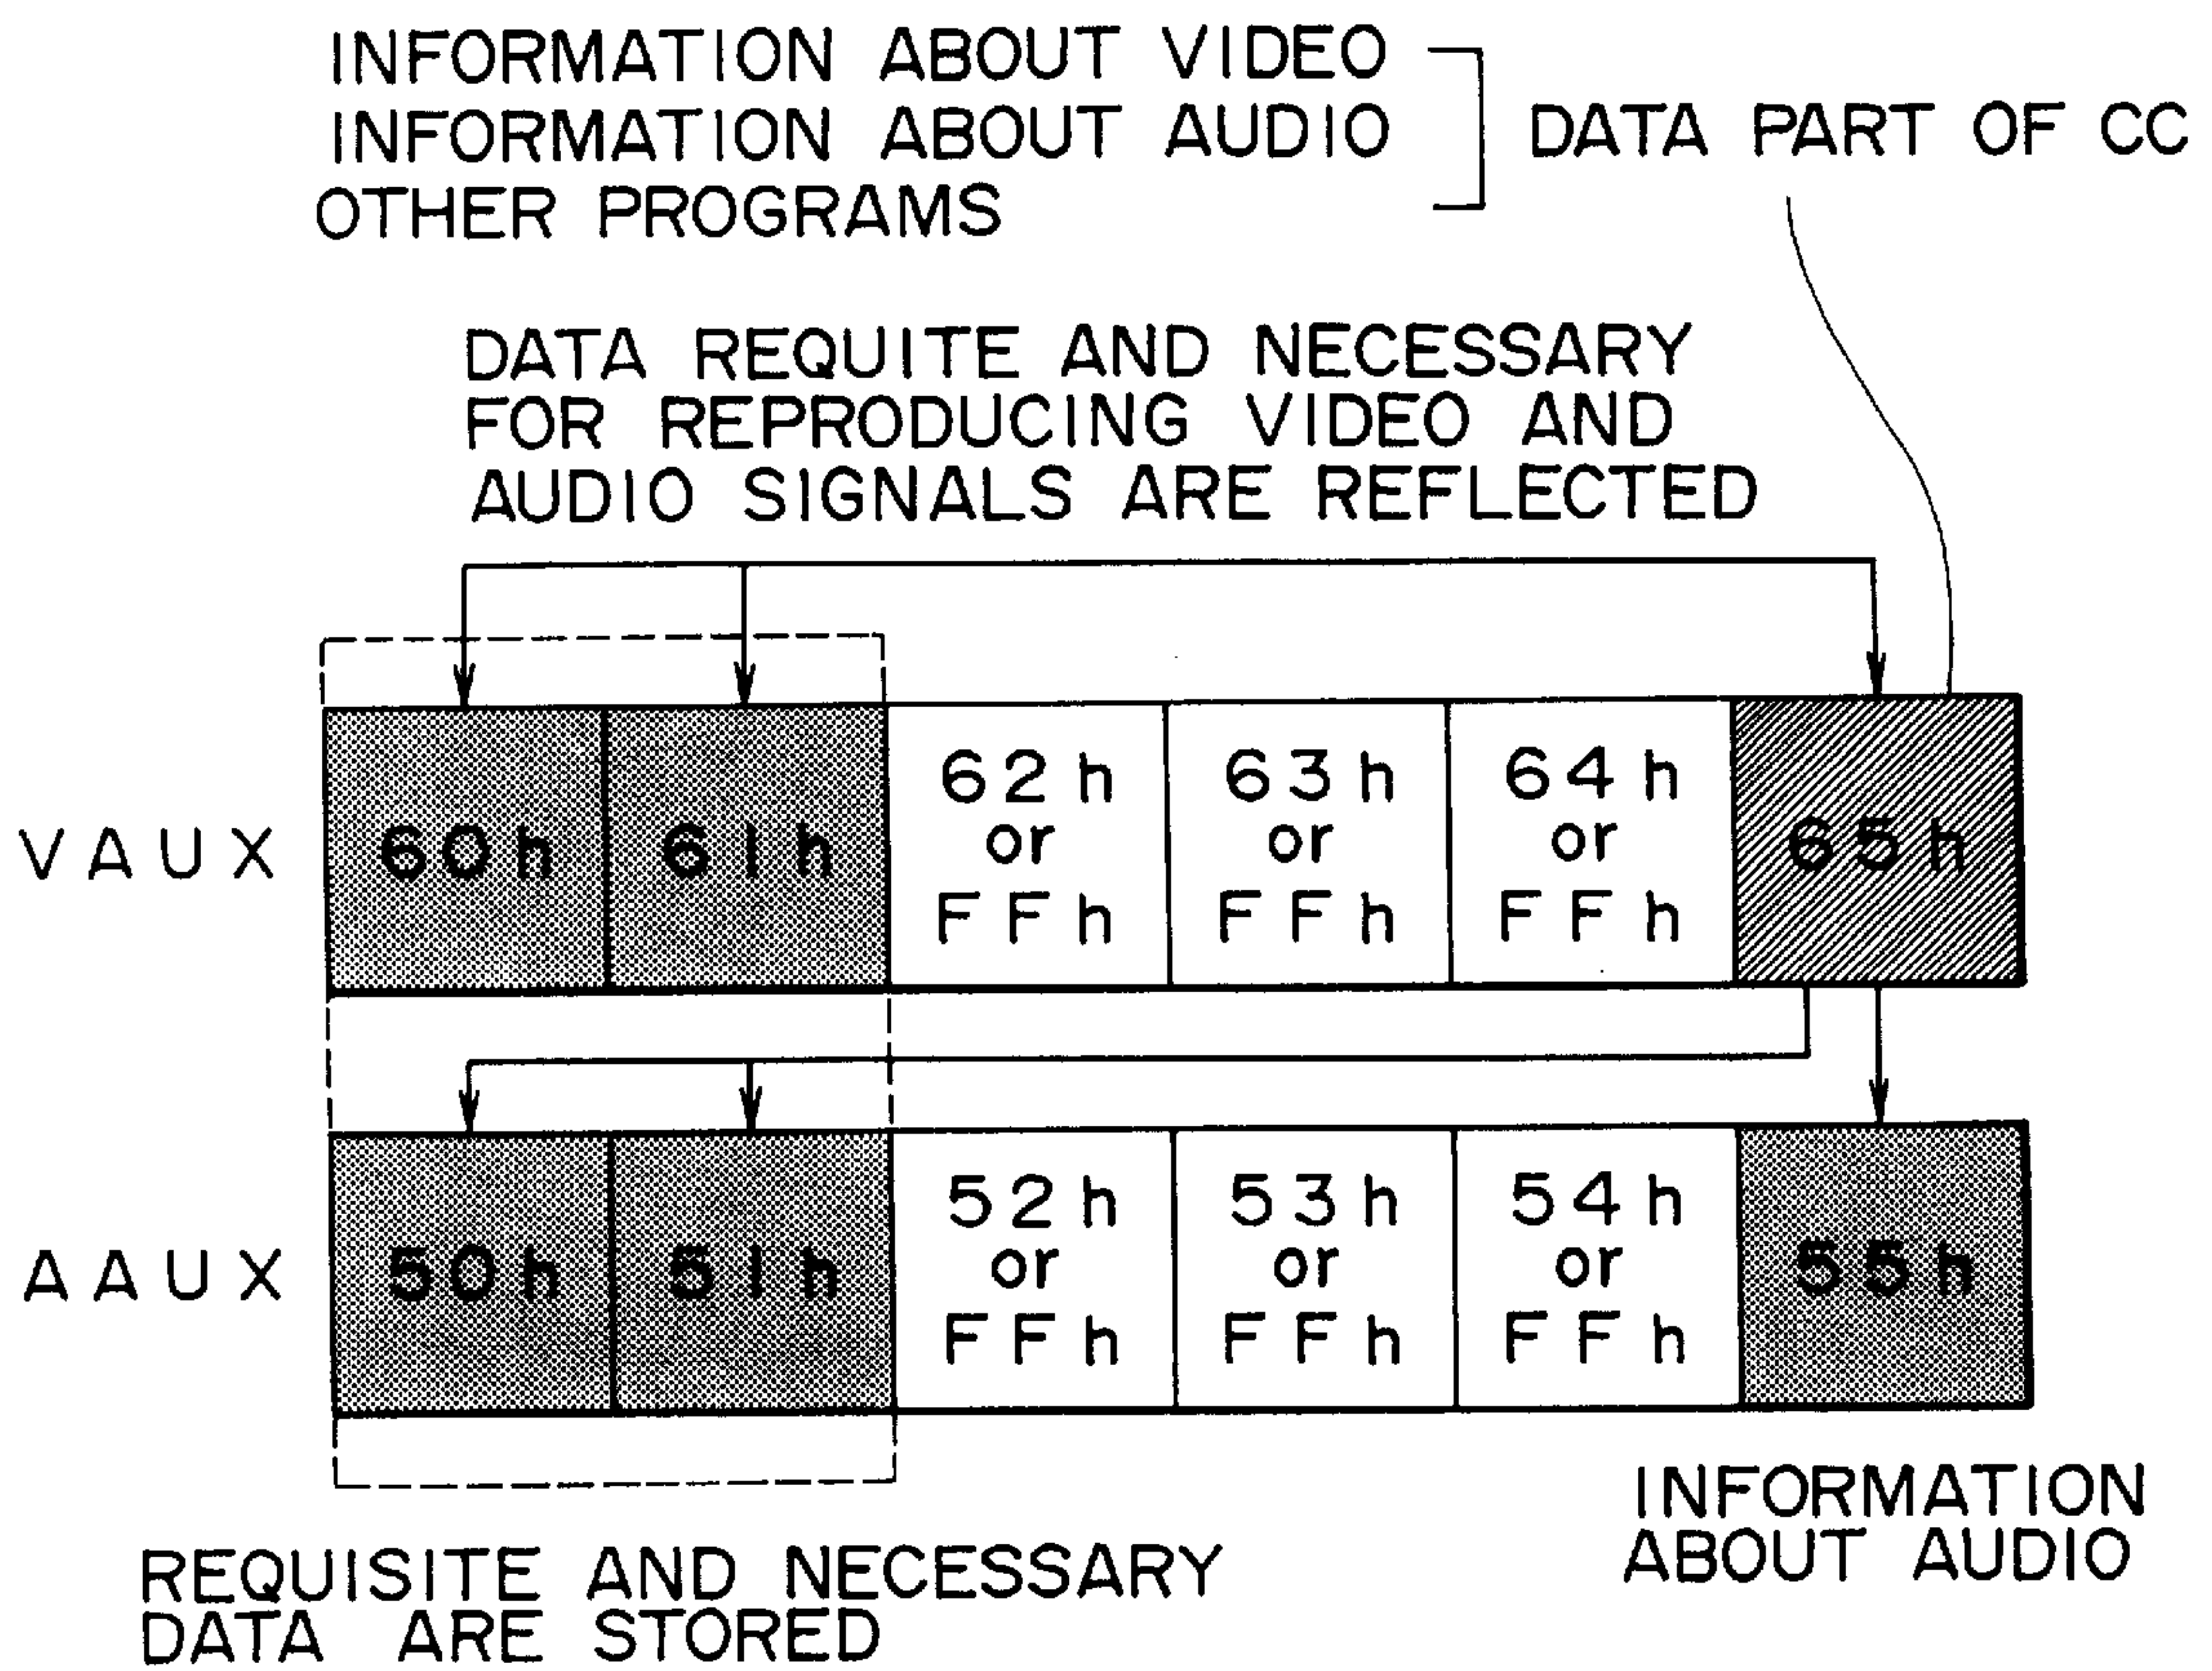 INFORMATION ABOUT VIDEO
INFORMATION ABOUT AUDIO
OTHER PROGRAMS
DATA PART OF CC
DATA REQUITE AND NECESSARY
FOR REPRODUCING VIDEO AND
AUDIO SIGNALS ARE REFLECTED
VAUX
60h
61h
62h
or
FFh
63h
or
FFh
64h
or
FFh
65h
AAUX
50h
51h
52h
or
FFh
53h
or
FFh
54h
or
FFh
55h
INFORMATION
ABOUT AUDIO
REQUISITE AND NECESSARY
DATA ARE STORED